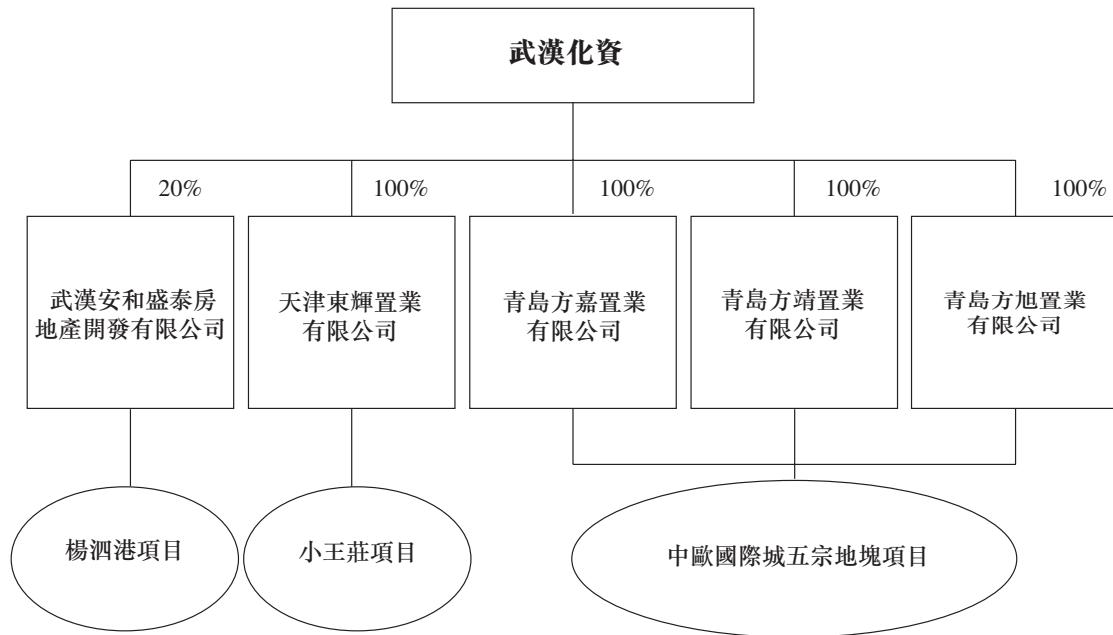 武漢化資
20%
100%
100%
100%
100%
武漢安和盛泰房
地產開發有限公司
天津東輝置業
有限公司
青島方嘉置業
有限公司
青島方靖置業
有限公司
青島方旭置業
有限公司
楊泗港項目
小王莊項目
中歐國際城五宗地塊項目